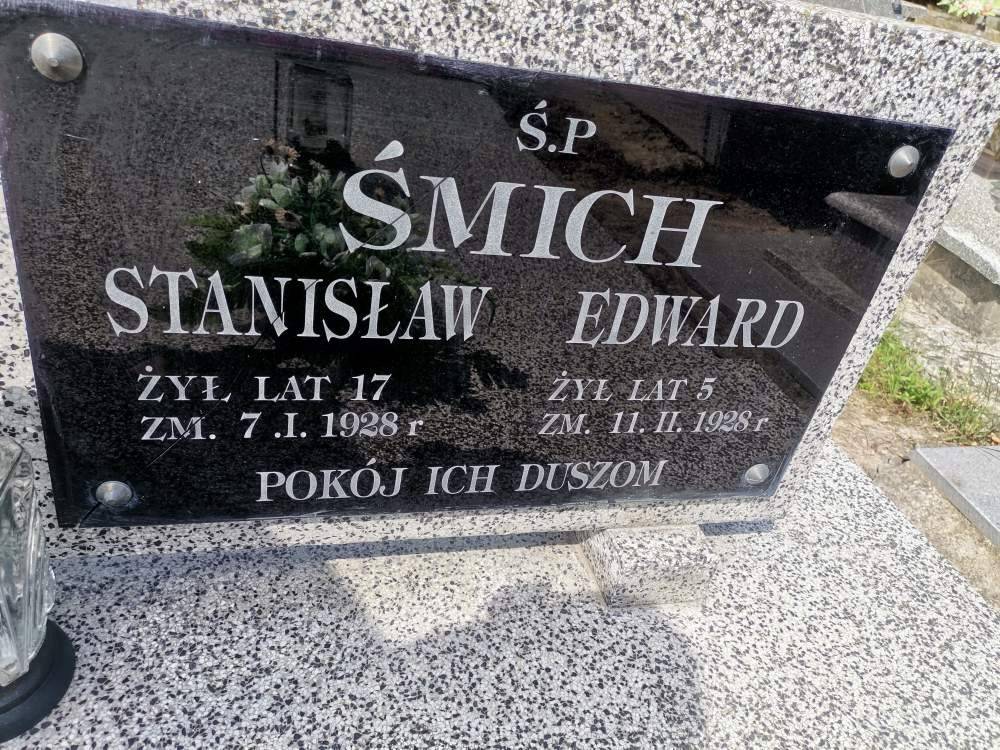 Ś.P
ŚMICH
STANISŁAW EDWARD
ŻYŁ LAT 17 ŻYŁ LAT 5
ZM. 7.I. 1928 r ZM. 11. II. 1928 r
POKÓJ ICH DUSZOM